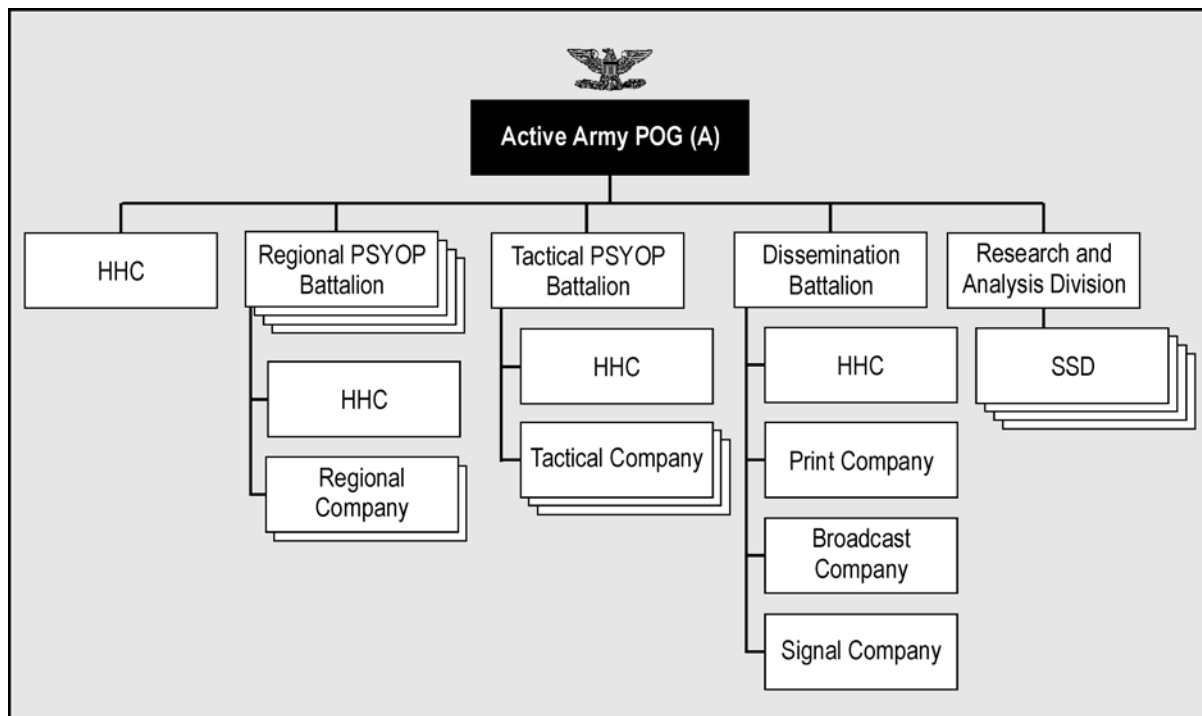 Active Army POG (A)
HHC
Regional PSYOP
Battalion
Tactical PSYOP
Battalion
Dissemination
Battalion
Research and
Analysis Division
HHC
Regional
Company
HHC
Tactical Company
HHC
Print Company
Broadcast
Company
Signal Company
SSD